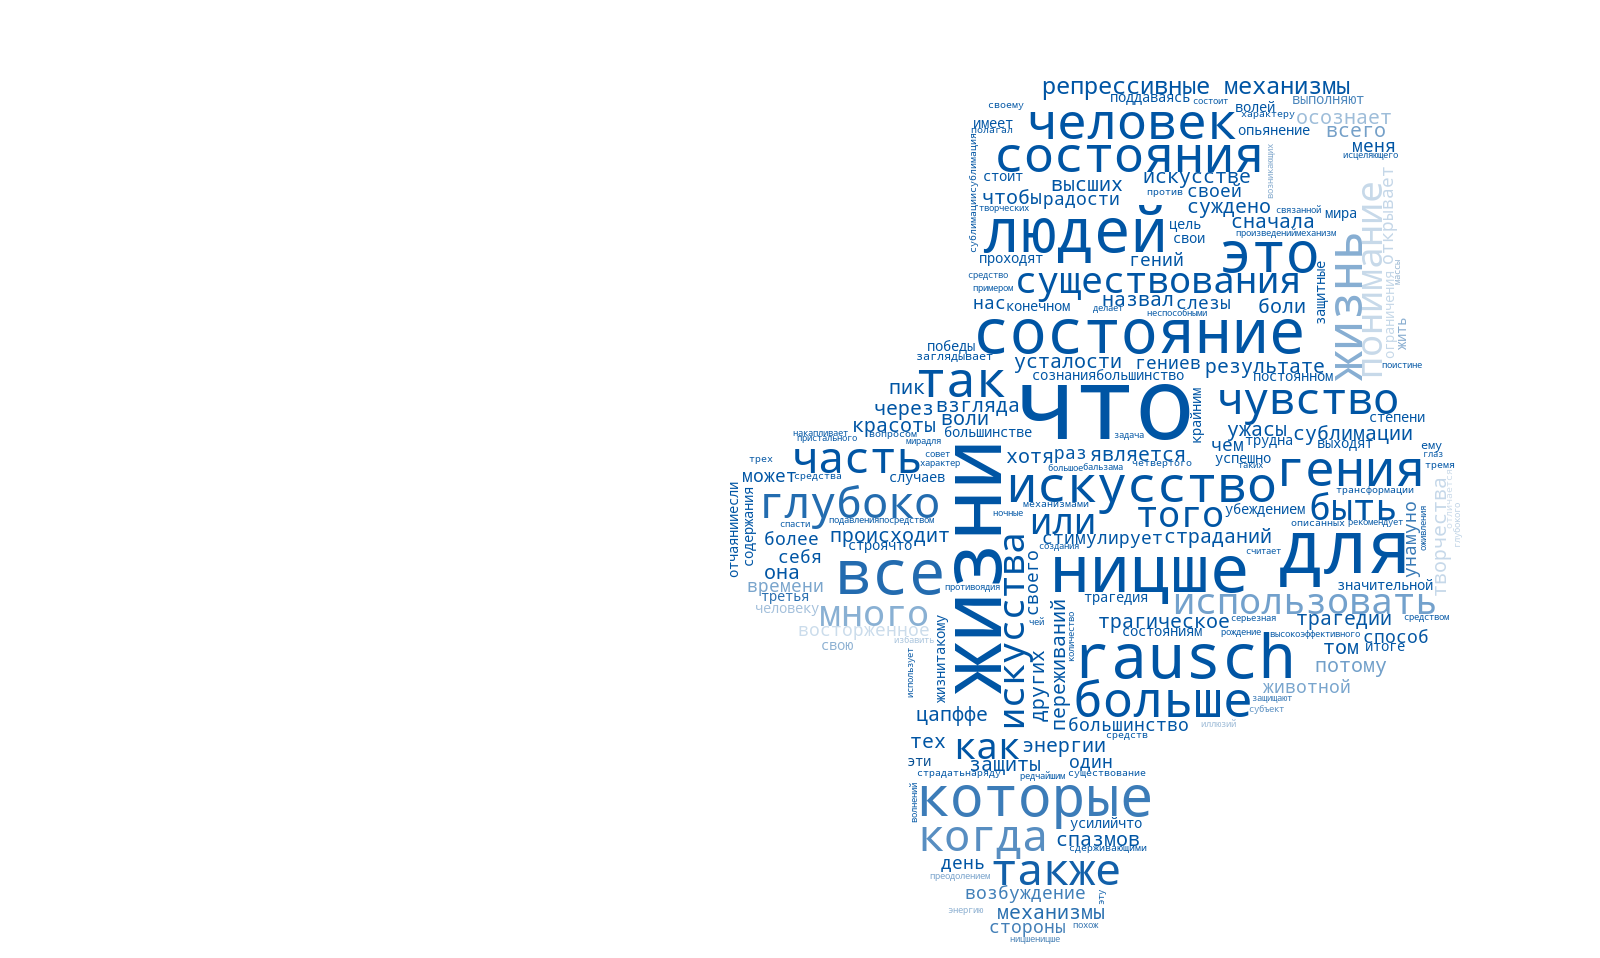 репрессивные механизмы
поддаваясь
состоит
волей
выполняют
своему
человек
характеру
осознает
имеет
полагал
опьянение
всего
состояния
меня
исцеляющего
стоит
высших
искусстве
возникающих
сублимациисублимация
чтобы
радости
против
своей
творческих
суждено
связанной
мира
людей
цель
сначала
свои
произведениймеханизм
это
проходят
гений
жизнь
понимание
открывает
средство
существования
защитные
массы
примером
нас
конечном
назвал
делает
слезы
неспособными
боли
ограничения
жить
состояние
победы
заглядывает
усталости
гениев
результате
поистине
так
сознаниябольшинство
постоянном
пик
что
чувство
через
взгляда
крайним
степени
красоты
воли
ужасы
сублимации
накапливает
вопросом
большинстве
задача
пристального
мирадля
чем
трудна
выходят
ему
часть
совет
хотя
раз
является
успешно
гения
глаз
трех
характер
большое
бальзама
четвертого
таких
тремя
может
средства
случаев
жизни
искусство
трансформации
отчаянииесли
содержания
глубоко
механизмами
ночные
или
того
убеждением
быть
творчества
отличается
глубокого
спасти
подавленияпосредством
описанных
рекомендует
оживления
унамуно
более
происходит
строячто
стимулирует
страданий
себя
создания
считает
для
она
все
искусства
своего
ницше
времени
противоядия
значительной
третья
трагедия
использовать
человеку
много
переживаний
трагическое
серьезная
трагедии
средством
восторженное
чей
количество
состояниям
рождение
высокоэффективного
способ
свою
избавить
жизнитакому
том
итоге
использует
других
rausch
потому
больше
животной
защищают
цапффе
субъект
большинство
иллюзий
тех
как
энергии
средств
эти
защиты
один
страдатьнаряду
редчайшим
существование
волнений
которые
усилийчто
когда
спазмов
сдерживающими
день
также
преодолением
возбуждение
эту
энергию
механизмы
стороны
похож
ницшеницше